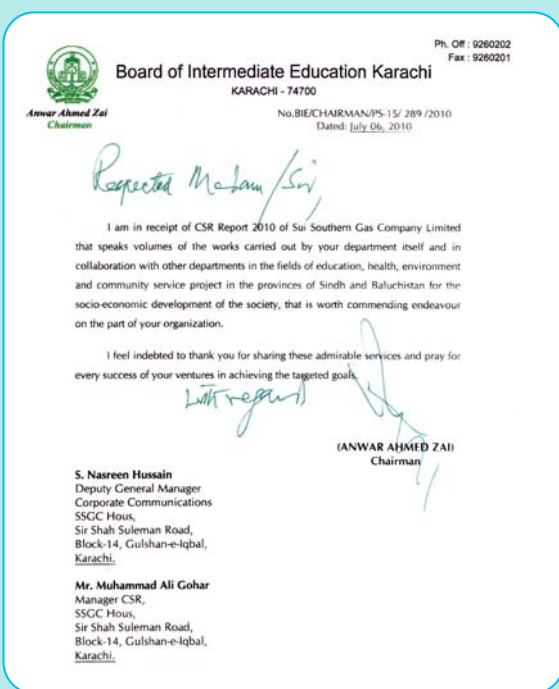 Ph. Off : 9260202
Fax : 9260201
Board of Intermediate Education Karachi
KARACHI - 74700
Anwar Ahmed Zai
Chairman
No.BIE/CHAIRMAN/PS-15/ 289 /2010
Dated: July 06, 2010
Respected Madam/Sir,
I am in receipt of CSR Report 2010 of Sui Southern Gas Company Limited
that speaks volumes of the works carried out by your department itself and in
collaboration with other departments in the fields of education, health, environment
and community service project in the provinces of Sindh and Baluchistan for the
socio-economic development of the society, that is worth commending endeavour
on the part of your organization.
I feel indebted to thank you for sharing these admirable services and pray for
every success of your ventures in achieving the targeted goals.
With regard
(ANWAR AHMED ZAI)
Chairman
S. Nasreen Hussain
Deputy General Manager
Corporate Communications
SSGC Hous,
Sir Shah Suleman Road,
Block-14, Gulshan-e-Iqbal,
Karachi.
Mr. Muhammad Ali Gohar
Manager CSR,
SSGC Hous,
Sir Shah Suleman Road,
Block-14, Gulshan-e-Iqbal,
Karachi.